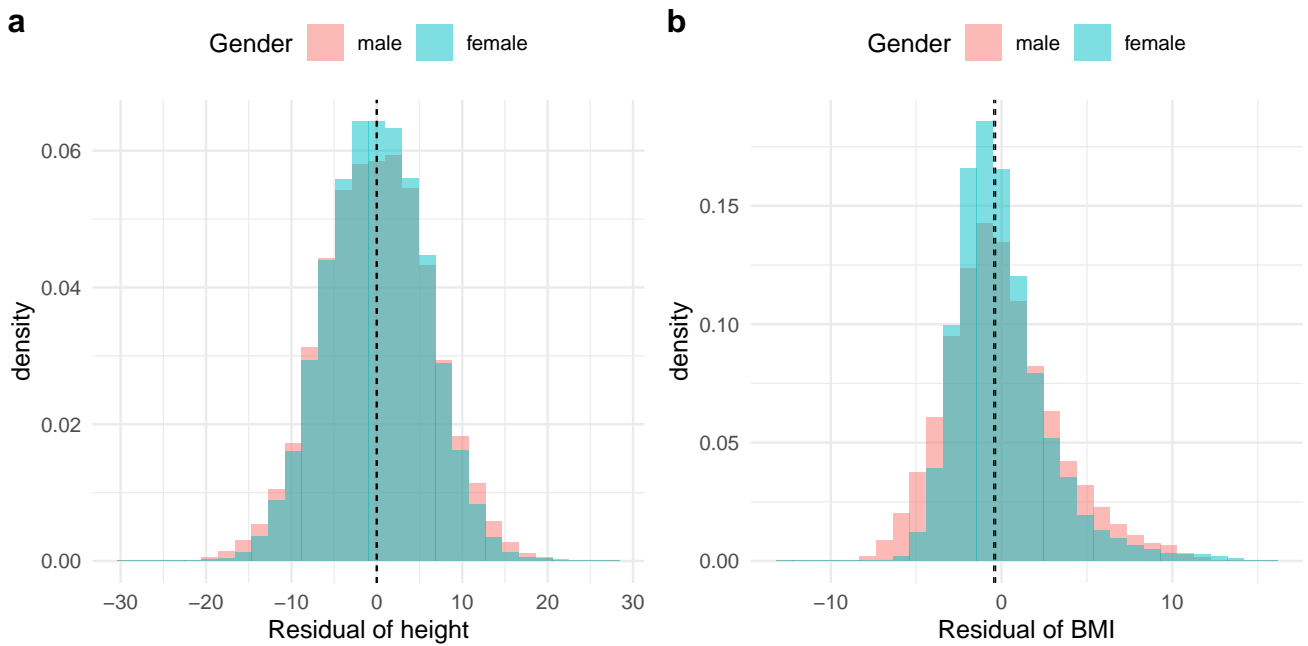 a
Gender male female
density
0.06
0.04
0.02
0.00
−30 −20 −10 0 10 20 30
Residual of height
b
Gender male female
density
0.15
0.10
0.05
0.00
−10 0 10
Residual of BMI